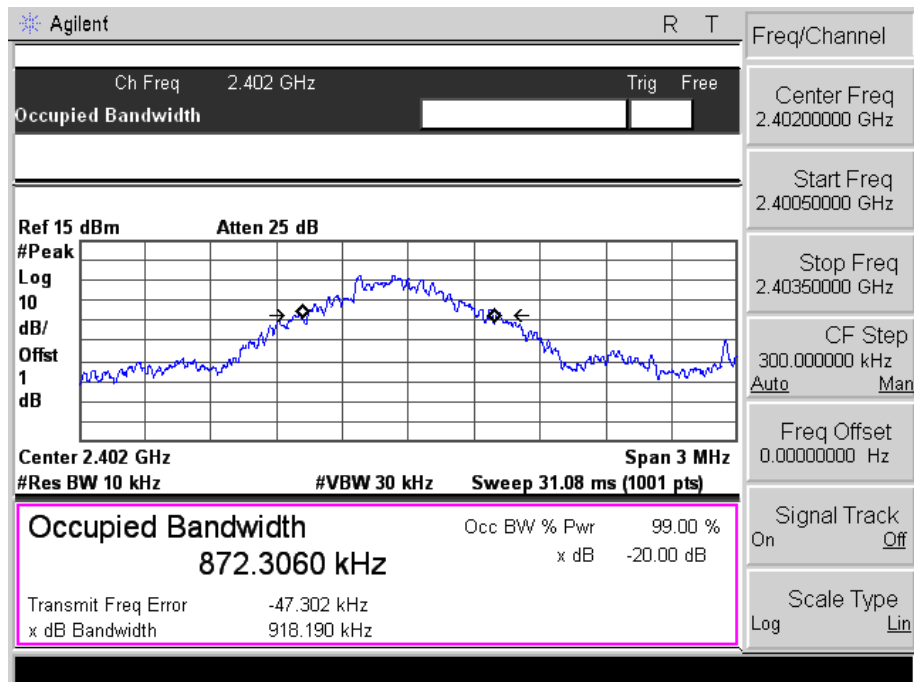 Agilent R T
Ch Freq 2.402 GHz Trig Free
Occupied Bandwidth
Ref 15 dBm Atten 25 dB
#Peak
Log
10
dB/
Offst
1
dB
Center 2.402 GHz Span 3 MHz
#Res BW 10 kHz #VBW 30 kHz Sweep 31.08 ms (1001 pts)
Occupied Bandwidth
872.3060 kHz
Occ BW % Pwr 99.00 %
x dB -20.00 dB
Transmit Freq Error -47.302 kHz
x dB Bandwidth 918.190 kHz
Freq/Channel
Center Freq
2.40200000 GHz
Start Freq
2.40050000 GHz
Stop Freq
2.40350000 GHz
CF Step
300.000000 kHz
Auto Man
Freq Offset
0.00000000 Hz
Signal Track
On Off
Scale Type
Log Lin